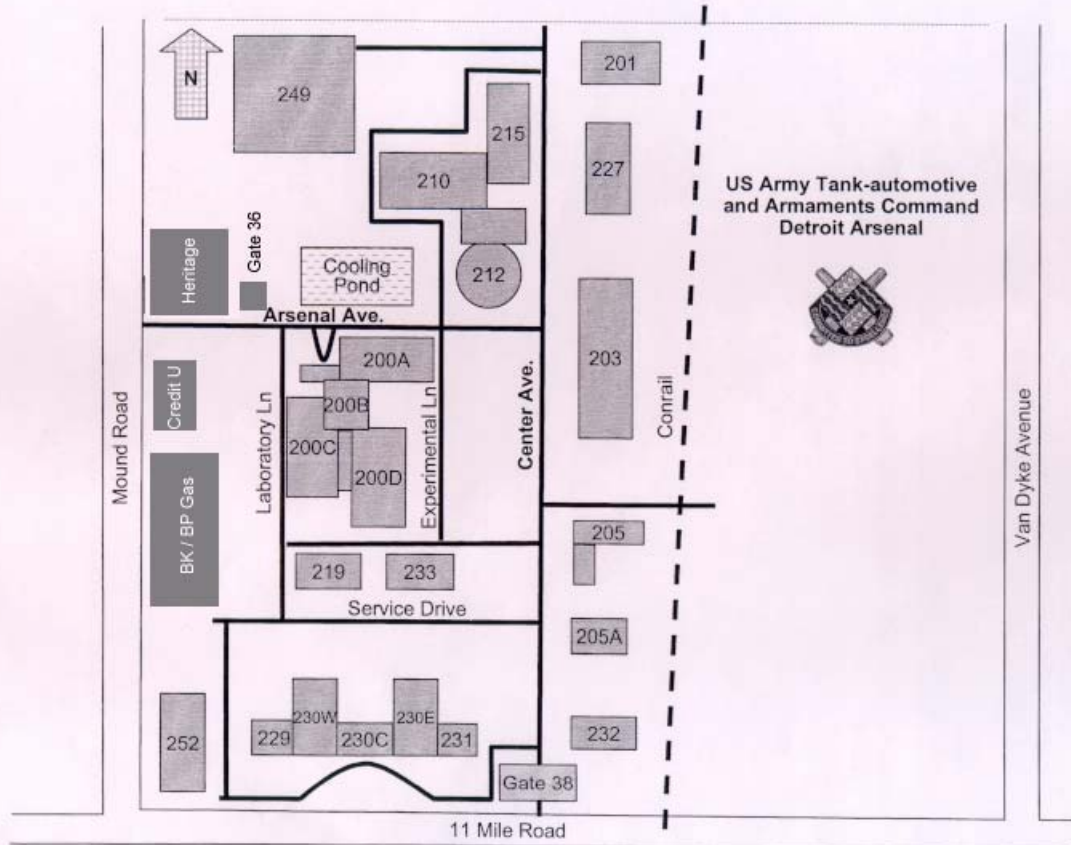 N
249
201
215
227
210
US Army Tank-automotive
and Armaments Command
Detroit Arsenal
Heritage
Gate 36
Cooling
Pond
212
Arsenal Ave.
200A
203
Credit U
200B
Mound Road
Laboratory Ln
200C
200D
Experimental Ln
Center Ave.
Conrail
Van Dyke Avenue
BK / BP Gas
205
219
233
Service Drive
205A
230W
230E
229
230C
231
232
252
Gate 38
11 Mile Road